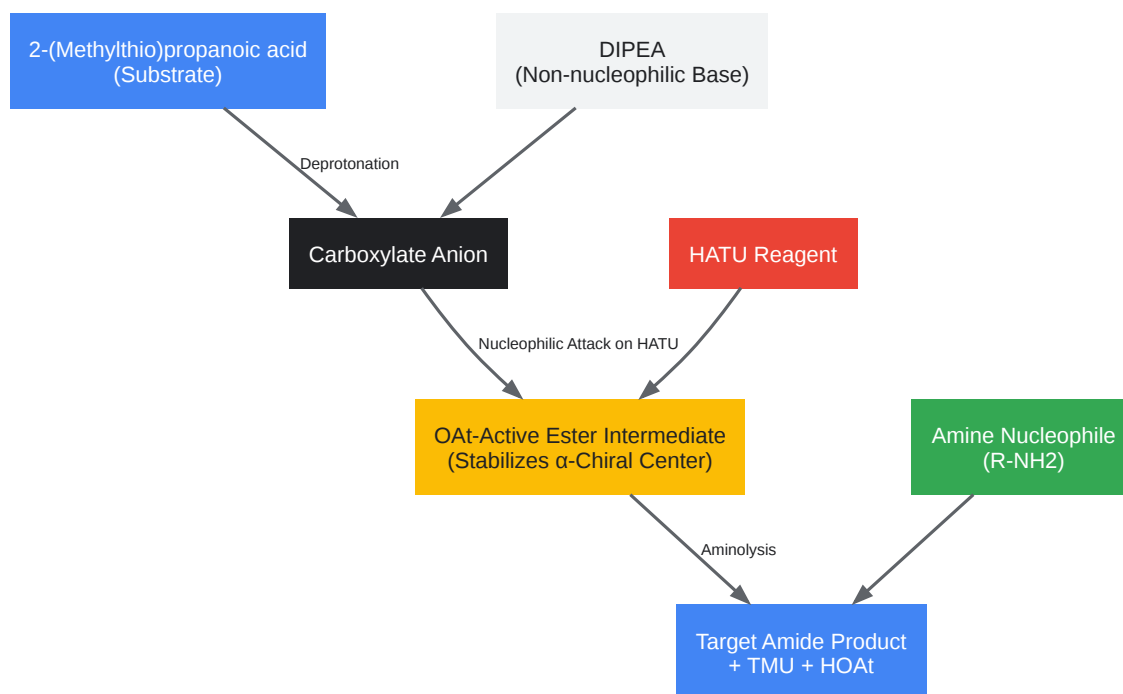 2-(Methylthio)propanoic acid
(Substrate)
DIPEA
(Non-nucleophilic Base)
Deprotonation
Carboxylate Anion
HATU Reagent
Nucleophilic Attack on HATU
OAt-Active Ester Intermediate
(Stabilizes α-Chiral Center)
Amine Nucleophile
(R-NH2)
Aminolysis
Target Amide Product
+ TMU + HOAt